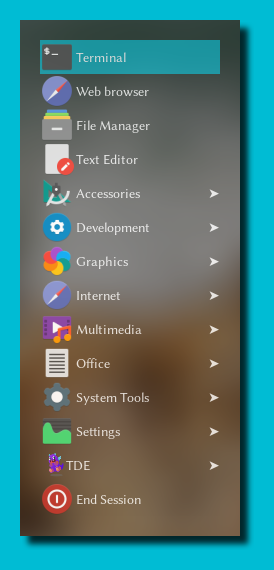 Terminal
Web browser
File Manager
Text Editor
Accessories
Development
Graphics
Internet
Multimedia
Office
System Tools
Settings
TDE
End Session